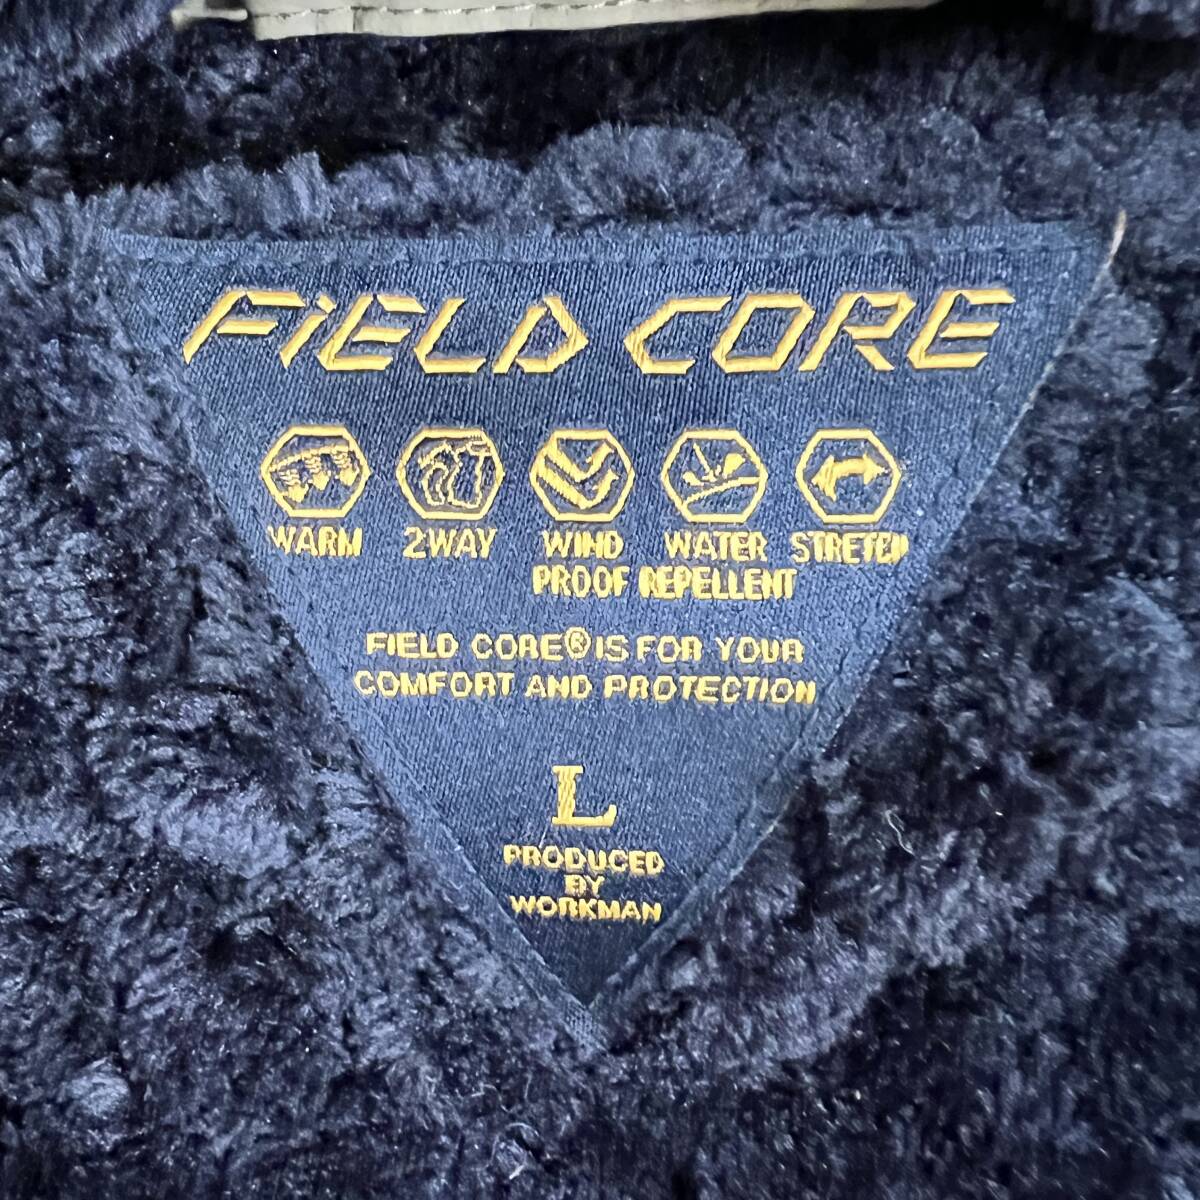 FiELD CORE
WARM 2WAY WIND PROOF WATER REPELLENT STRETCH
FIELD CORE® IS FOR YOUR
COMFORT AND PROTECTION
L
PRODUCED
BY
WORKMAN